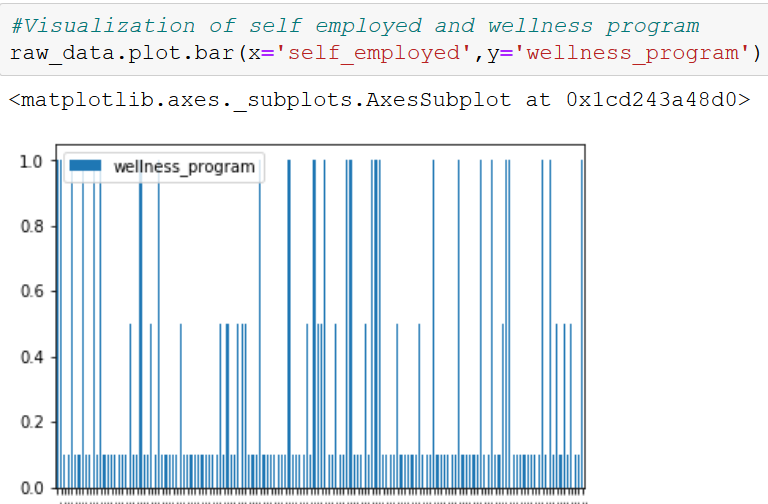 #Visualization of self employed and wellness program
raw_data.plot.bar(x='self_employed',y='wellness_program')
<matplotlib.axes._subplots.AxesSubplot at 0x1cd243a48d0>
1.0
wellness_program
0.8
0.6
0.4
0.2
0.0